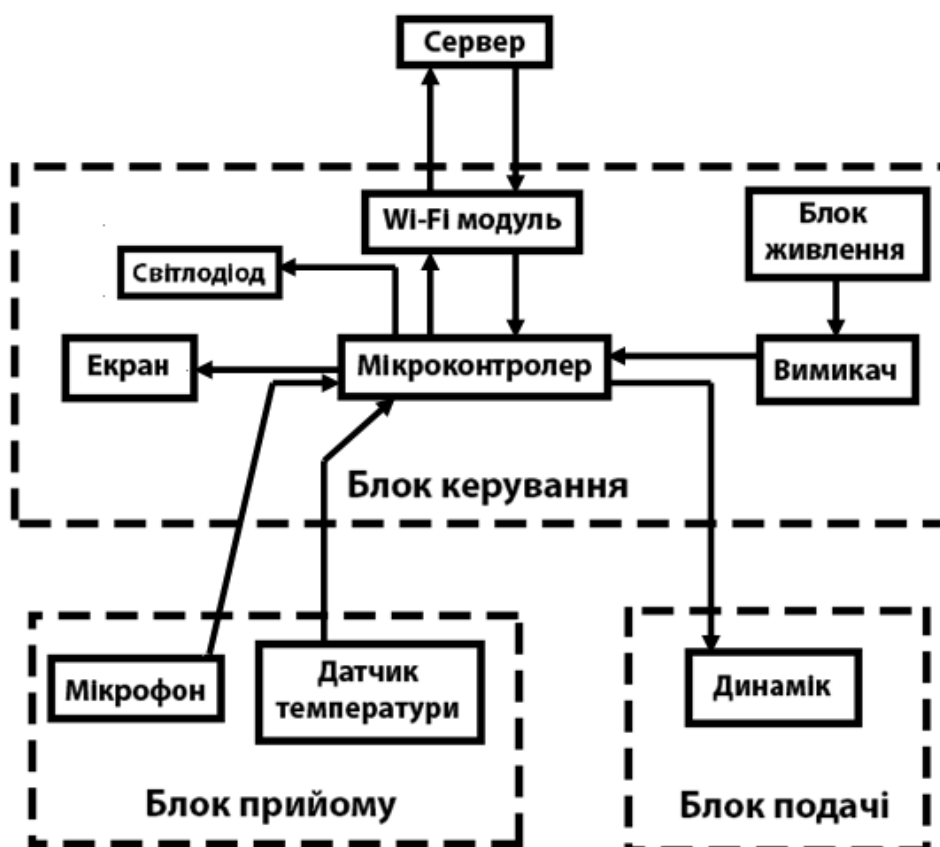 Сервер
Wi-Fi модуль
Блок
живлення
Світлодіод
Екран
Мікроконтролер
Вимикач
Блок керування
Мікрофон
Датчик
температури
Динамік
Блок прийому
Блок подачі